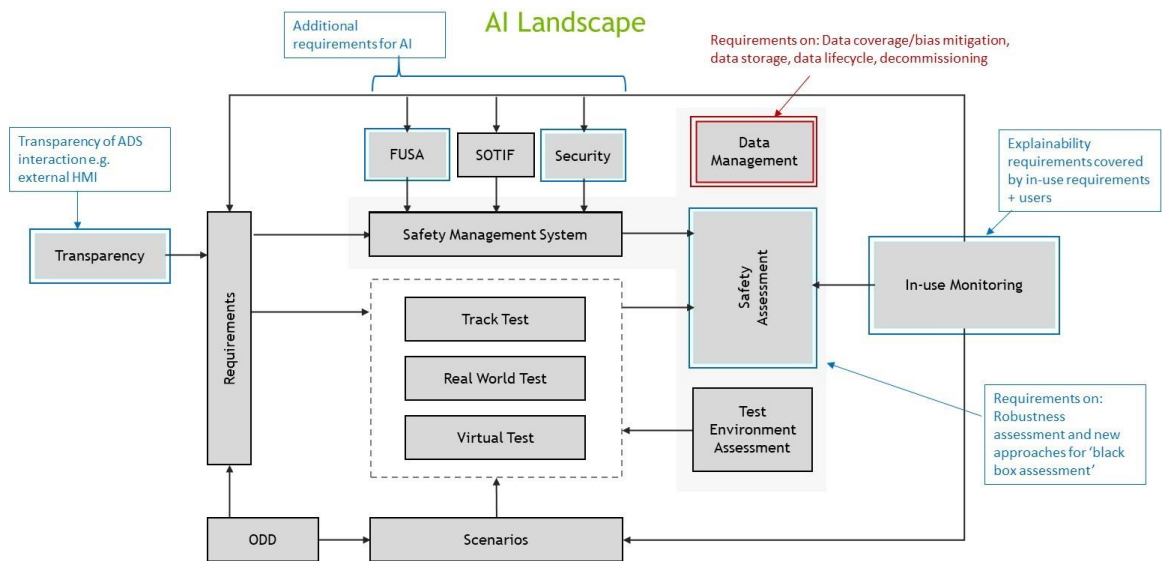 AI Landscape
Additional
requirements for AI
Requirements on: Data coverage/bias mitigation,
data storage, data lifecycle, decommissioning
Transparency of ADS
interaction e.g.
external HMI
FUSA
SOTIF
Security
Data
Management
Explainability
requirements covered
by in-use requirements
+ users
Transparency
Requirements
Safety Management System
Safety
Assessment
In-use Monitoring
Track Test
Real World Test
Virtual Test
Test
Environment
Assessment
Requirements on:
Robustness
assessment and new
approaches for ‘black
box assessment’
ODD
Scenarios